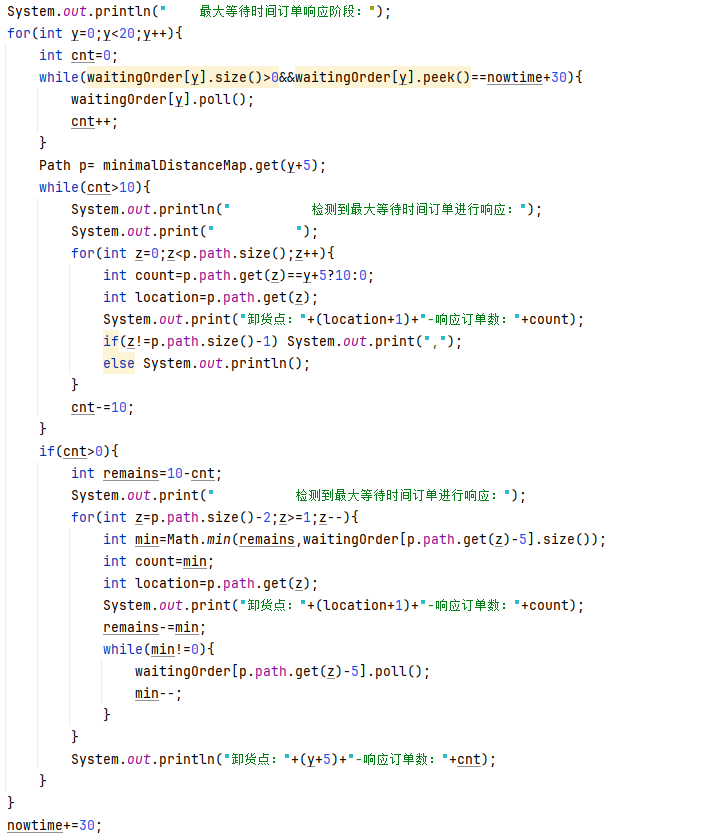 System.out.println("    最大等待时间订单响应阶段：");
for(int y=0;y<20;y++){
    int cnt=0;
    while(waitingOrder[y].size()>0&&waitingOrder[y].peek()==nowtime+30){
        waitingOrder[y].poll();
        cnt++;
    }
    Path p= minimalDistanceMap.get(y+5);
    while(cnt>10){
        System.out.println("          检测到最大等待时间订单进行响应：");
        System.out.print("          ");
        for(int z=0;z<p.path.size();z++){
            int count=p.path.get(z)==y+5?10:0;
            int location=p.path.get(z);
            System.out.print("卸货点："+(location+1)+"-响应订单数："+count);
            if(z!=p.path.size()-1) System.out.print(",");
            else System.out.println();
        }
        cnt-=10;
    }
    if(cnt>0){
        int remains=10-cnt;
        System.out.print("          检测到最大等待时间订单进行响应：");
        for(int z=p.path.size()-2;z>=1;z--){
            int min=Math.min(remains,waitingOrder[p.path.get(z)-5].size());
            int count=min;
            int location=p.path.get(z);
            System.out.print("卸货点："+(location+1)+"-响应订单数："+count);
            remains-=min;
            while(min!=0){
                waitingOrder[p.path.get(z)-5].poll();
                min--;
            }
        }
        System.out.println("卸货点："+(y+5)+"-响应订单数："+cnt);
    }
}
nowtime+=30;